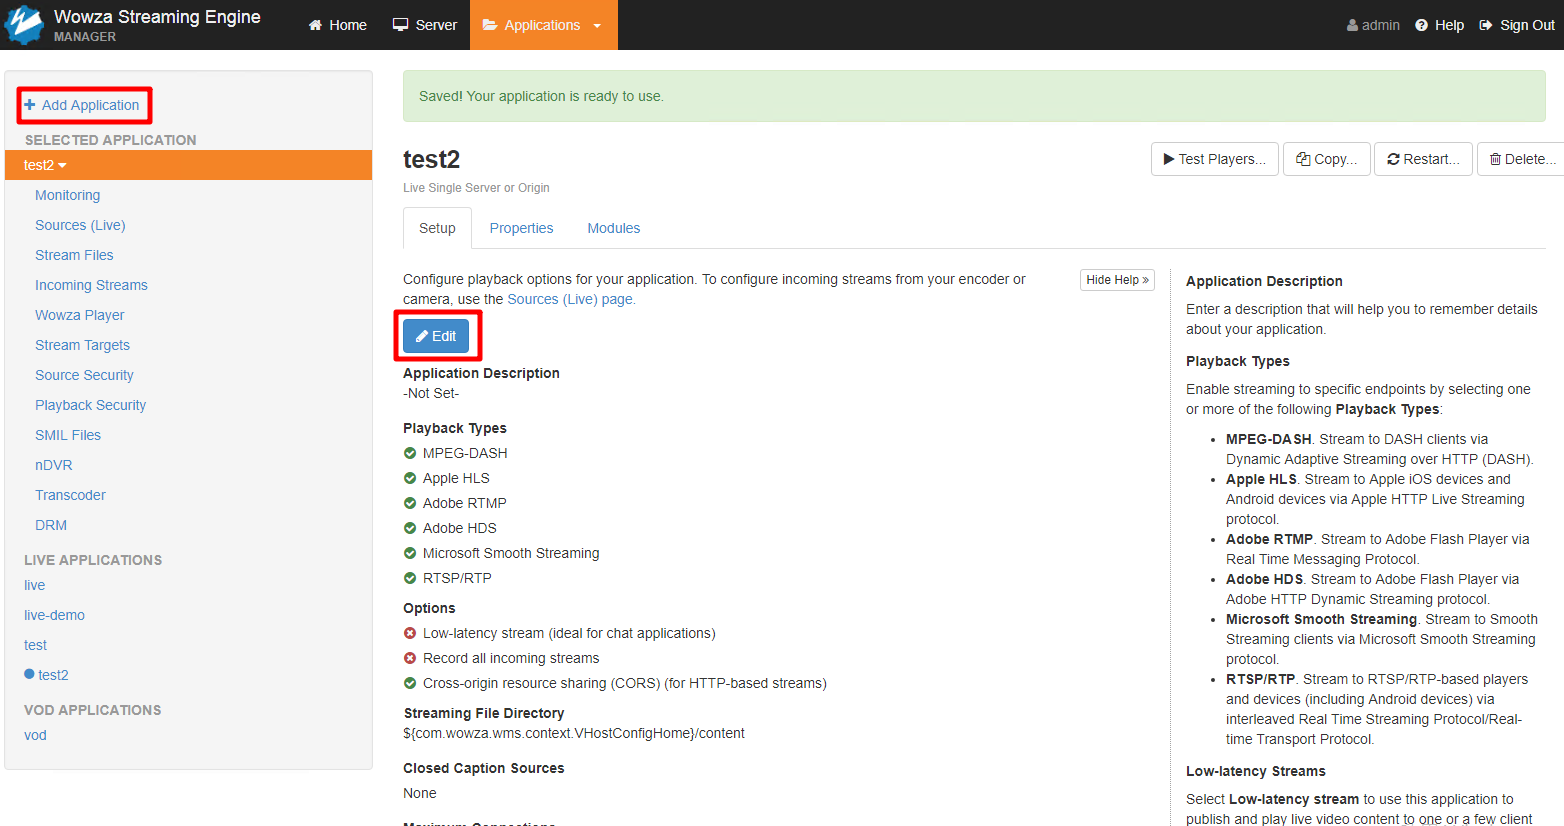 Wowza Streaming Engine
MANAGER
Home
Server
Applications
admin
Help
Sign Out
Add Application
SELECTED APPLICATION
test2
Monitoring
Sources (Live)
Stream Files
Incoming Streams
Wowza Player
Stream Targets
Source Security
Playback Security
SMIL Files
nDVR
Transcoder
DRM
LIVE APPLICATIONS
live
live-demo
test
test2
VOD APPLICATIONS
vod
Saved! Your application is ready to use.
test2
Live Single Server or Origin
Test Players...
Copy...
Restart...
Delete...
Setup
Properties
Modules
Configure playback options for your application. To configure incoming streams from your encoder or
camera, use the Sources (Live) page.
Hide Help »
Edit
Application Description
-Not Set-
Playback Types
MPEG-DASH
Apple HLS
Adobe RTMP
Adobe HDS
Microsoft Smooth Streaming
RTSP/RTP
Options
Low-latency stream (ideal for chat applications)
Record all incoming streams
Cross-origin resource sharing (CORS) (for HTTP-based streams)
Streaming File Directory
${com.wowza.wms.context.VHostConfigHome}/content
Closed Caption Sources
None
Maximum Connections
Application Description
Enter a description that will help you to remember details
about your application.
Playback Types
Enable streaming to specific endpoints by selecting one
or more of the following Playback Types:
• MPEG-DASH. Stream to DASH clients via
Dynamic Adaptive Streaming over HTTP (DASH).
• Apple HLS. Stream to Apple iOS devices and
Android devices via Apple HTTP Live Streaming
protocol.
• Adobe RTMP. Stream to Adobe Flash Player via
Real Time Messaging Protocol.
• Adobe HDS. Stream to Adobe Flash Player via
Adobe HTTP Dynamic Streaming protocol.
• Microsoft Smooth Streaming. Stream to Smooth
Streaming clients via Microsoft Smooth Streaming
protocol.
• RTSP/RTP. Stream to RTSP/RTP-based players
and devices (including Android devices) via
interleaved Real Time Streaming Protocol/Real-
time Transport Protocol.
Low-latency Streams
Select Low-latency stream to use this application to
publish and play live video content to one or a few client